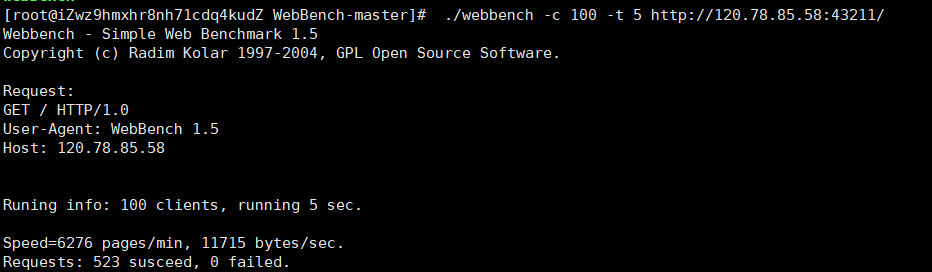 [root@iZwz9hmxhr8nh71cdq4kudZ WebBench-master]#  ./webbench -c 100 -t 5 http://120.78.85.58:43211/
Webbench - Simple Web Benchmark 1.5
Copyright (c) Radim Kolar 1997-2004, GPL Open Source Software.
Request:
GET / HTTP/1.0
User-Agent: WebBench 1.5
Host: 120.78.85.58
Runing info: 100 clients, running 5 sec.
Speed=6276 pages/min, 11715 bytes/sec.
Requests: 523 susceed, 0 failed.